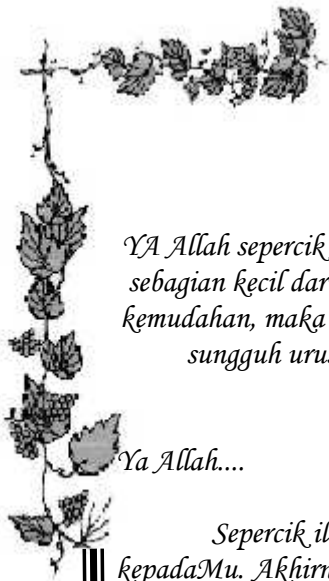 YA Allah sepercik
sebagian kecil dar
kemudahan, maka
sungguh uru
Ya Allah....
Sepercik il
kepadaMu. Akhirn